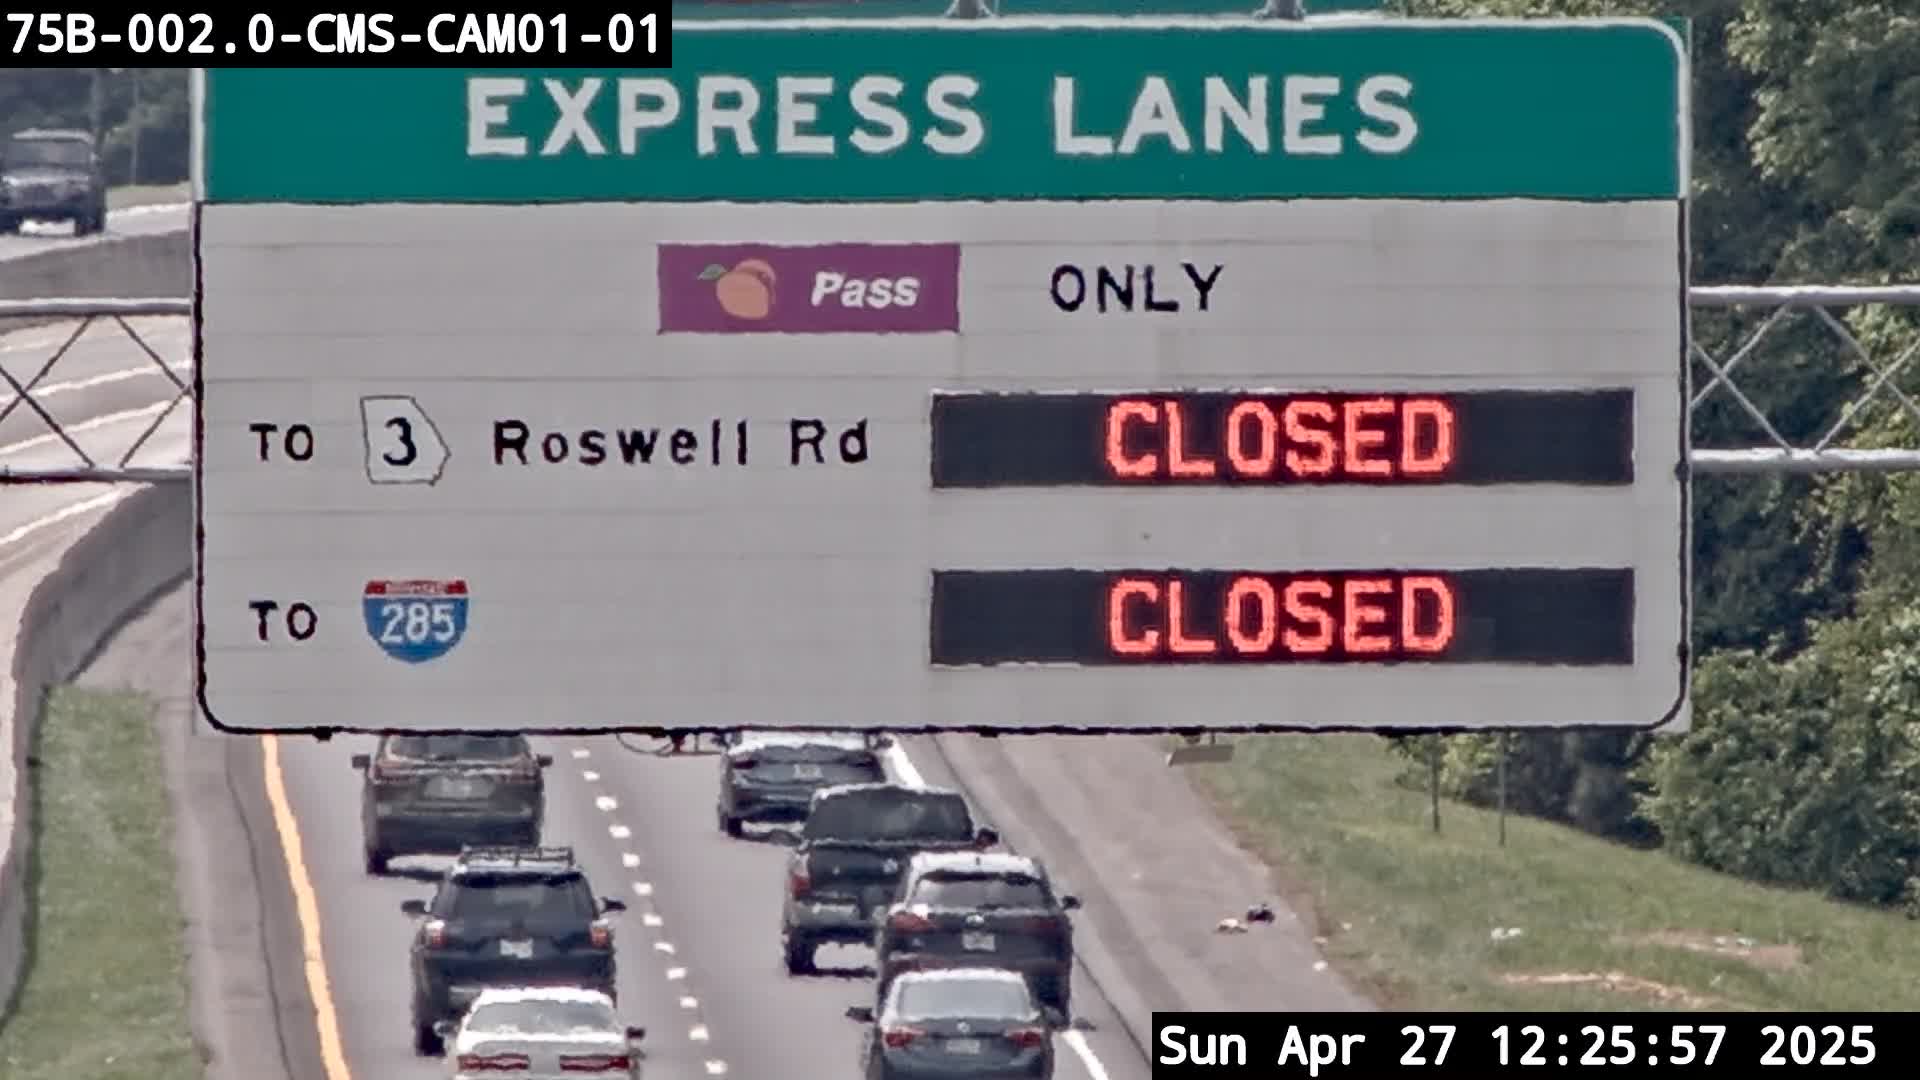 75B-002.0-CMS-CAM01-01
EXPRESS LANES
Pass ONLY
TO 3 Roswell Rd CLOSED
TO 285 CLOSED
Sun Apr 27 12:25:57 2025